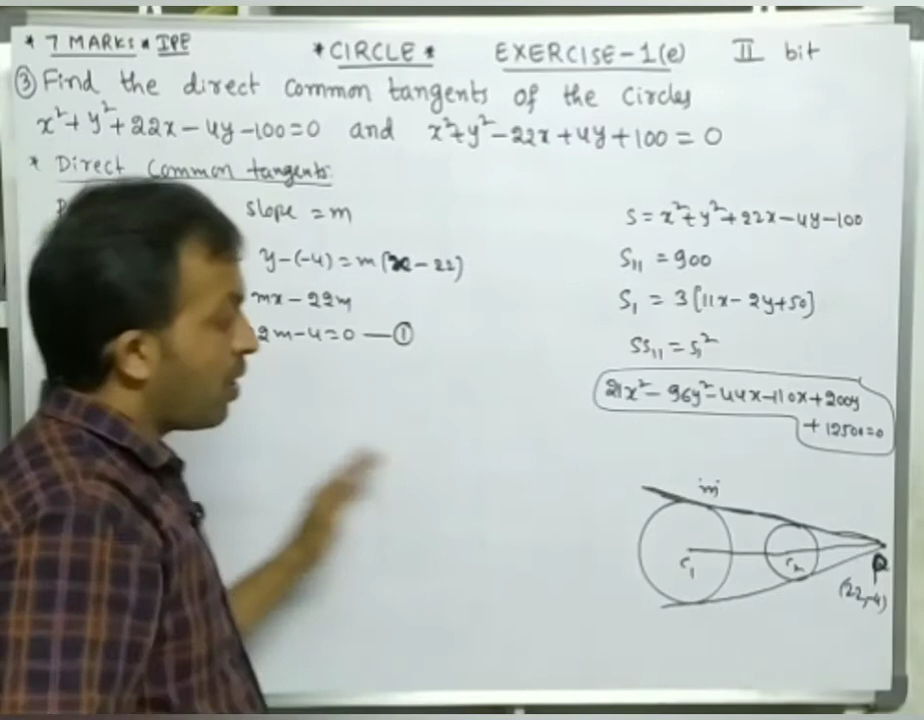 * 7 MARKS * IPE
* CIRCLE *
EXERCISE-1(e)
II bit
③ Find the direct common tangents of the circles
x²+y²+22x-4y-100=0 and x²+y²-22x+4y+100=0
* Direct common tangents:
slope = m
y-(-4)=m(x-22)
mx-22m
2m-4=0 —①
S=x²+y²+22x-4y-100
S₁₁ = 900
S₁ = 3[11x-2y+50]
SS₁₁ = S₁²
21x²-96y²-44x-110x+200y
+ 12500=0
m
C₁
C₂
(22,-4)